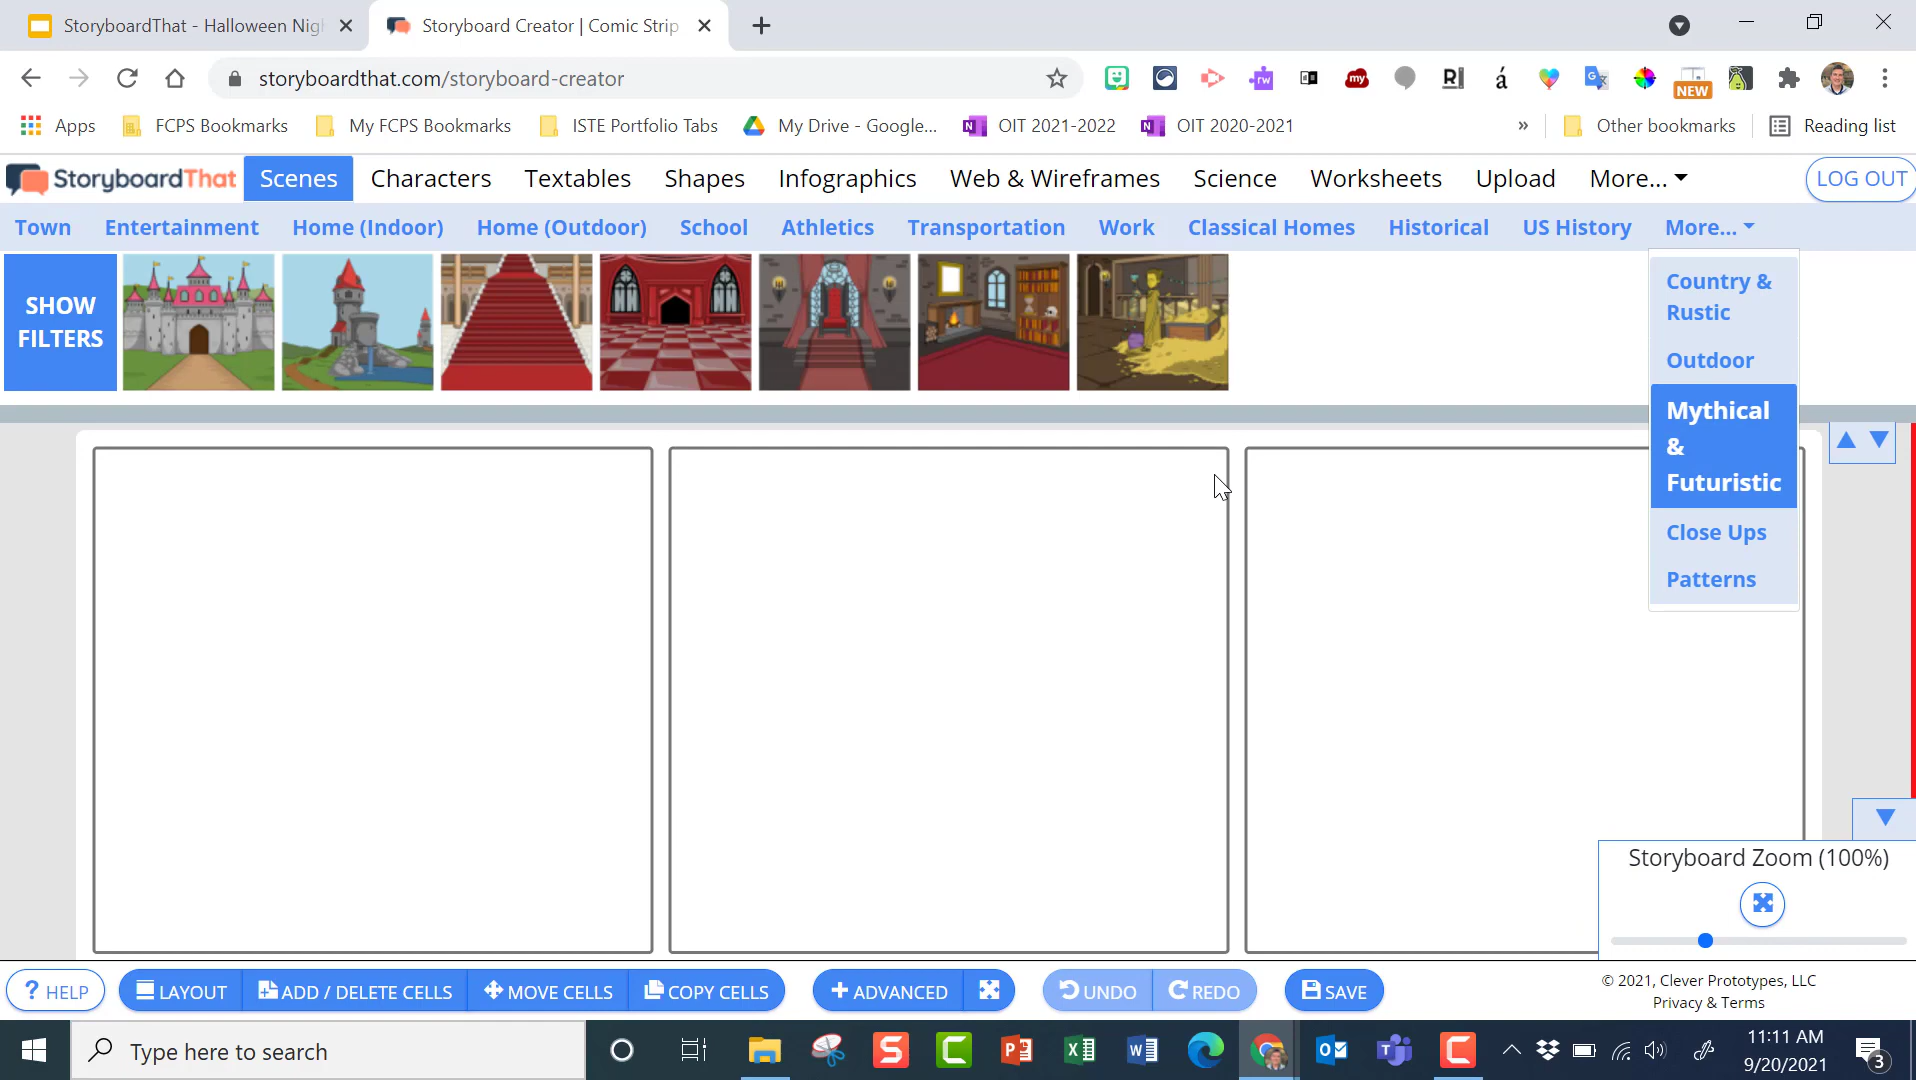 StoryboardThat - Halloween Nig
Storyboard Creator | Comic Strip
storyboardthat.com/storyboard-creator
NEW
Apps
FCPS Bookmarks
My FCPS Bookmarks
ISTE Portfolio Tabs
My Drive - Google...
OIT 2021-2022
OIT 2020-2021
»
Other bookmarks
Reading list
StoryboardThat
Scenes
Characters
Textables
Shapes
Infographics
Web & Wireframes
Science
Worksheets
Upload
More...
LOG OUT
Town
Entertainment
Home (Indoor)
Home (Outdoor)
School
Athletics
Transportation
Work
Classical Homes
Historical
US History
More...
SHOW
FILTERS
Country &
Rustic
Outdoor
Mythical
&
Futuristic
Close Ups
Patterns
Storyboard Zoom (100%)
? HELP
LAYOUT
ADD / DELETE CELLS
MOVE CELLS
COPY CELLS
ADVANCED
UNDO
REDO
SAVE
© 2021, Clever Prototypes, LLC
Privacy & Terms
Type here to search
11:11 AM
9/20/2021
3